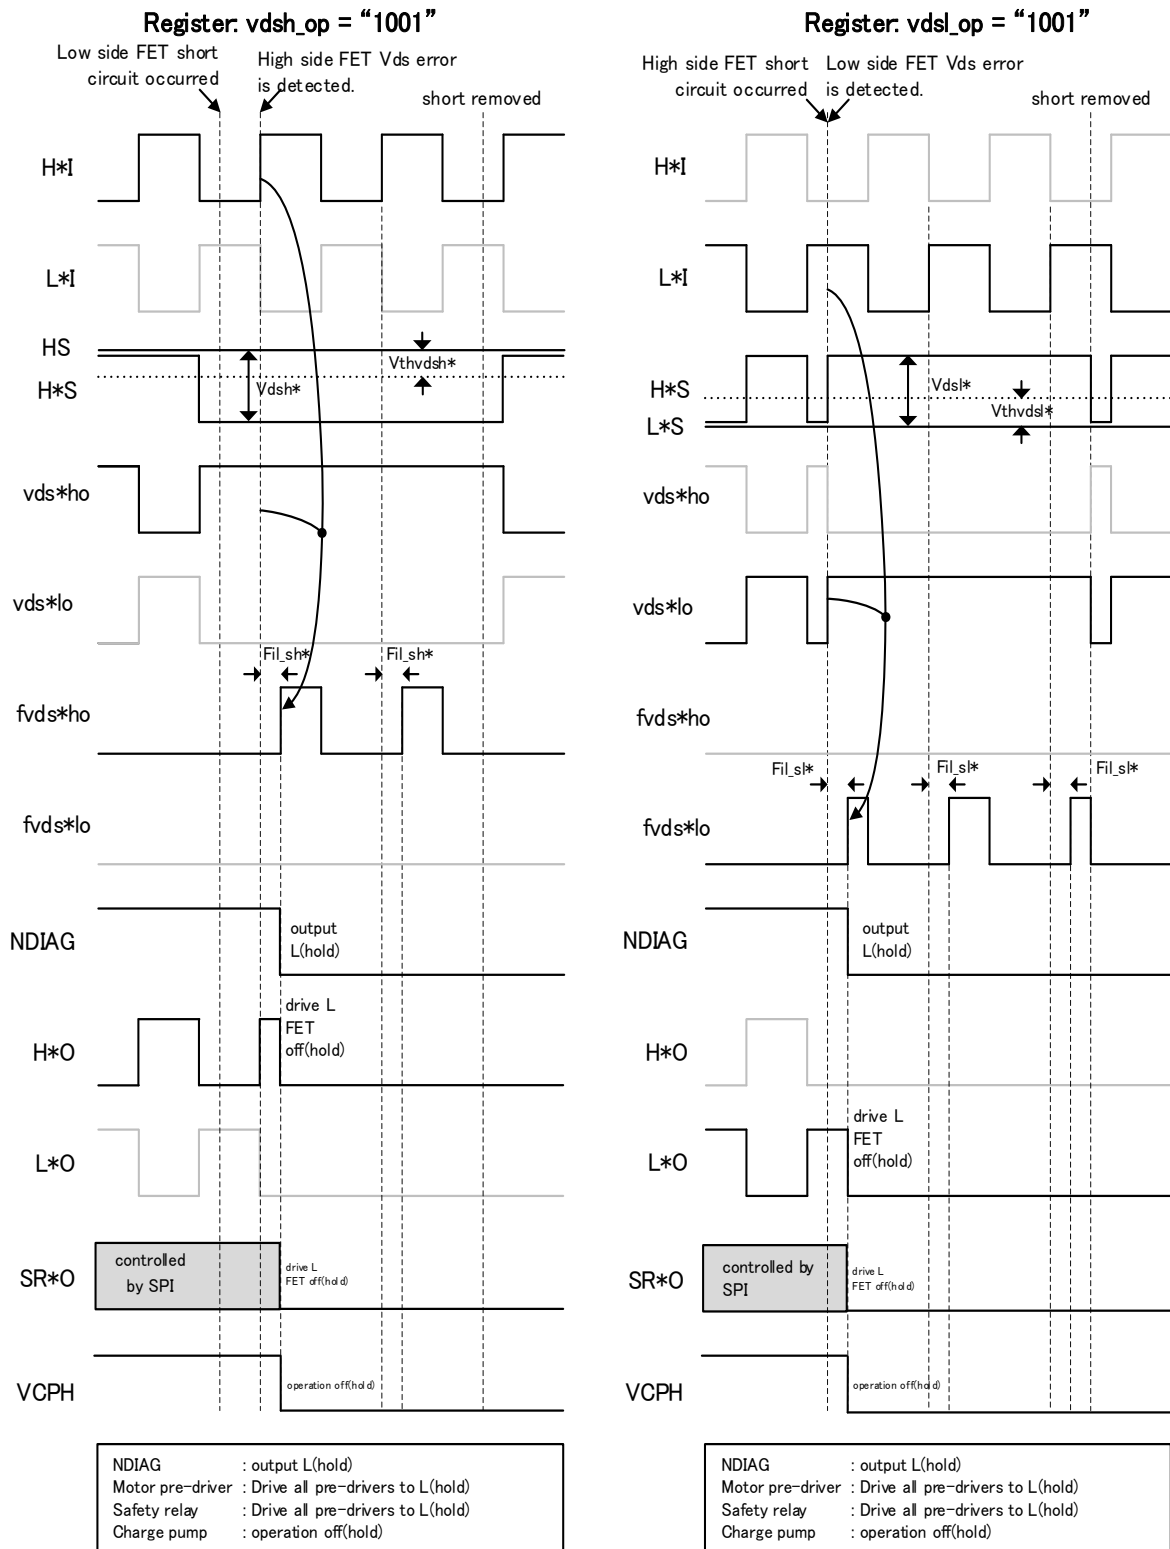 Register: vdsh_op = “1001”
Low side FET short
circuit occurred
High side FET Vds error
is detected.
short removed
H*I
L*I
HS
Vthvdsh*
H*S
Vdsh*
vds*ho
vds*lo
Fil_sh*
Fil_sh*
fvds*ho
fvds*lo
NDIAG
output
L(hold)
drive L
FET
off(hold)
H*O
L*O
SR*O
controlled
by SPI
drive L
FET off(hold)
VCPH
operation off(hold)
NDIAG : output L(hold)
Motor pre-driver : Drive all pre-drivers to L(hold)
Safety relay : Drive all pre-drivers to L(hold)
Charge pump : operation off(hold)
Register: vdsl_op = “1001”
High side FET short
circuit occurred
Low side FET Vds error
is detected.
short removed
H*I
L*I
H*S
Vdsl*
Vthvdsl*
L*S
vds*ho
vds*lo
fvds*ho
Fil_sl*
Fil_sl*
Fil_sl*
fvds*lo
NDIAG
output
L(hold)
H*O
drive L
FET
off(hold)
L*O
SR*O
controlled by
SPI
drive L
FET off(hold)
VCPH
operation off(hold)
NDIAG : output L(hold)
Motor pre-driver : Drive all pre-drivers to L(hold)
Safety relay : Drive all pre-drivers to L(hold)
Charge pump : operation off(hold)